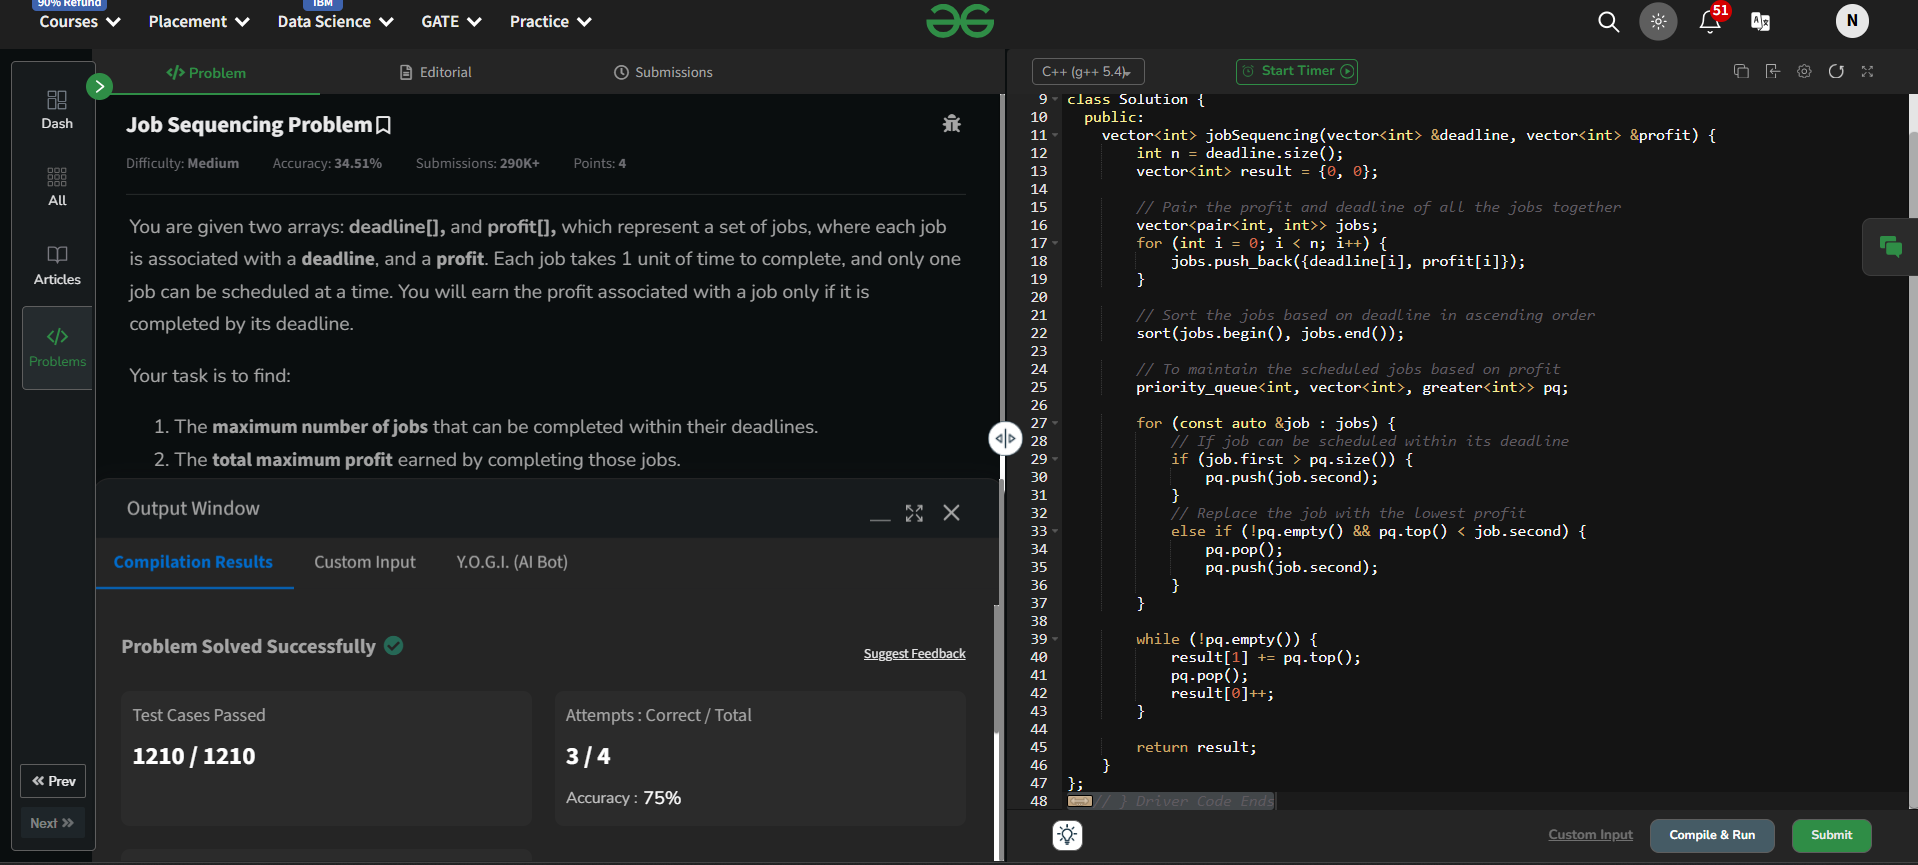 90% Refund
IBM
Courses
Placement
Data Science
GATE
Practice
51
N
Dash
All
Articles
Problems
Prev
Next
Problem
Editorial
Submissions
Job Sequencing Problem
Difficulty: Medium Accuracy: 34.51% Submissions: 290K+ Points: 4
You are given two arrays: deadline[], and profit[], which represent a set of jobs, where each job
is associated with a deadline, and a profit. Each job takes 1 unit of time to complete, and only one
job can be scheduled at a time. You will earn the profit associated with a job only if it is
completed by its deadline.
Your task is to find:
1. The maximum number of jobs that can be completed within their deadlines.
2. The total maximum profit earned by completing those jobs.
Output Window
Compilation Results
Custom Input
Y.O.G.I. (AI Bot)
Problem Solved Successfully
Suggest Feedback
Test Cases Passed
1210 / 1210
Attempts : Correct / Total
3 / 4
Accuracy : 75%
C++ (g++ 5.4)
Start Timer
9 class Solution {
10   public:
11     vector<int> jobSequencing(vector<int> &deadline, vector<int> &profit) {
12         int n = deadline.size();
13         vector<int> result = {0, 0};
14
15         // Pair the profit and deadline of all the jobs together
16         vector<pair<int, int>> jobs;
17         for (int i = 0; i < n; i++) {
18             jobs.push_back({deadline[i], profit[i]});
19         }
20
21         // Sort the jobs based on deadline in ascending order
22         sort(jobs.begin(), jobs.end());
23
24         // To maintain the scheduled jobs based on profit
25         priority_queue<int, vector<int>, greater<int>> pq;
26
27         for (const auto &job : jobs) {
28             // If job can be scheduled within its deadline
29             if (job.first > pq.size()) {
30                 pq.push(job.second);
31             }
32             // Replace the job with the lowest profit
33             else if (!pq.empty() && pq.top() < job.second) {
34                 pq.pop();
35                 pq.push(job.second);
36             }
37         }
38
39         while (!pq.empty()) {
40             result[1] += pq.top();
41             pq.pop();
42             result[0]++;
43         }
44
45         return result;
46     }
47 };
48 // } Driver Code Ends
Custom Input
Compile & Run
Submit